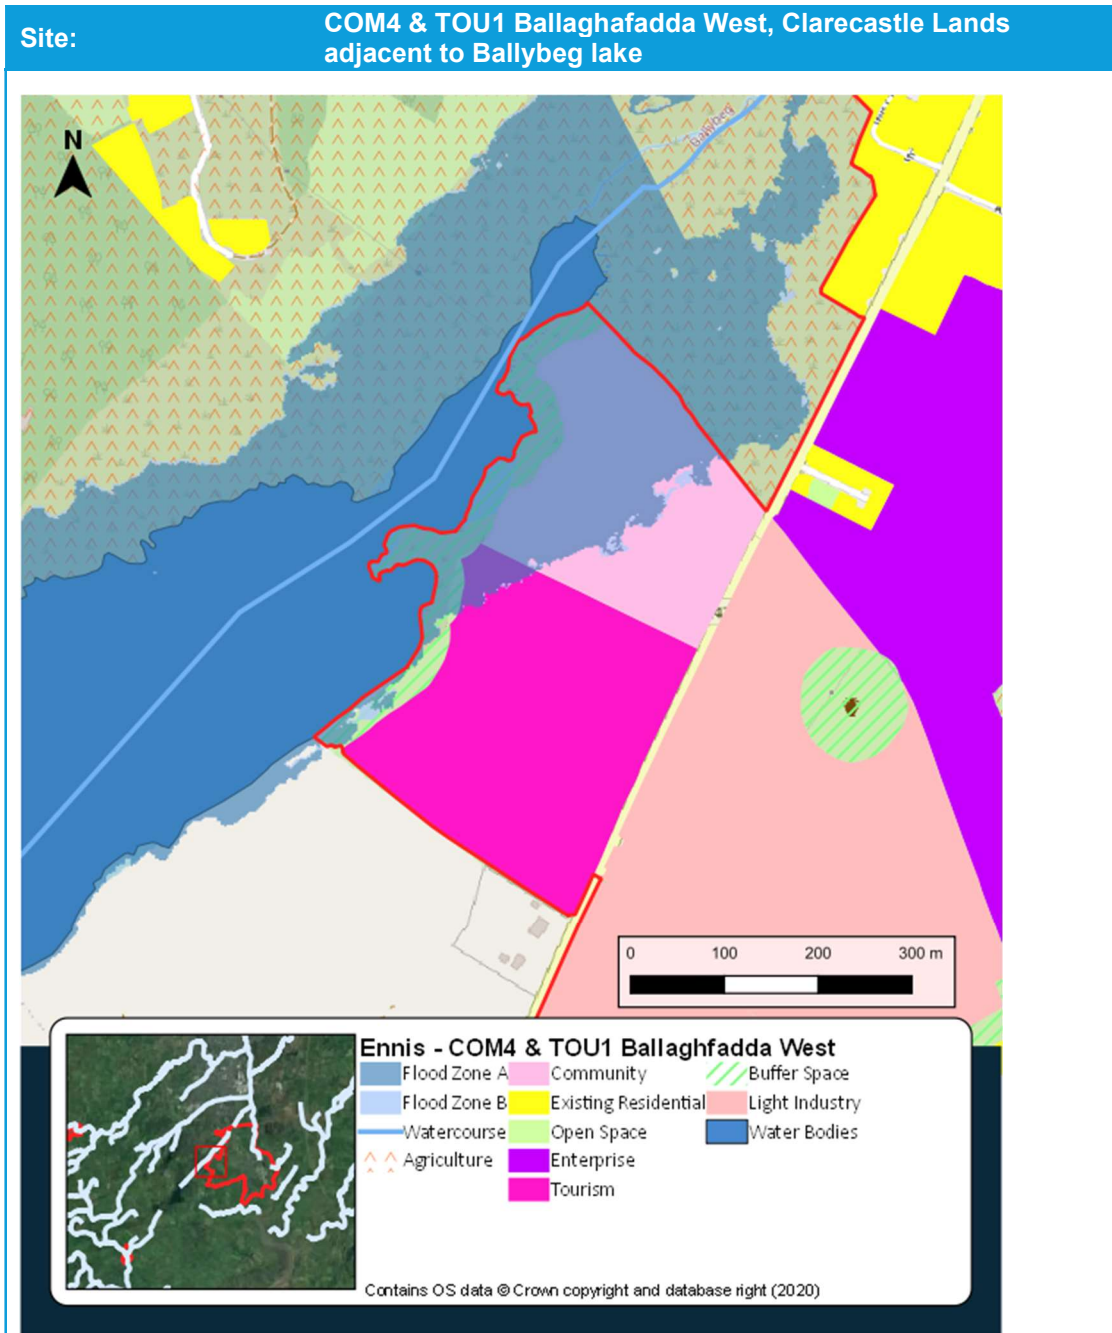 Site:
COM4 & TOU1 Ballaghafadda West, Clarecastle Lands
adjacent to Ballybeg lake
N
Ballybeg
0 100 200 300 m
Ennis - COM4 & TOU1 Ballaghfadda West
Flood Zone A Community Buffer Space
Flood Zone B Existing Residential Light Industry
Watercourse Open Space Water Bodies
Agriculture Enterprise
Tourism
Contains OS data © Crown copyright and database right (2020)